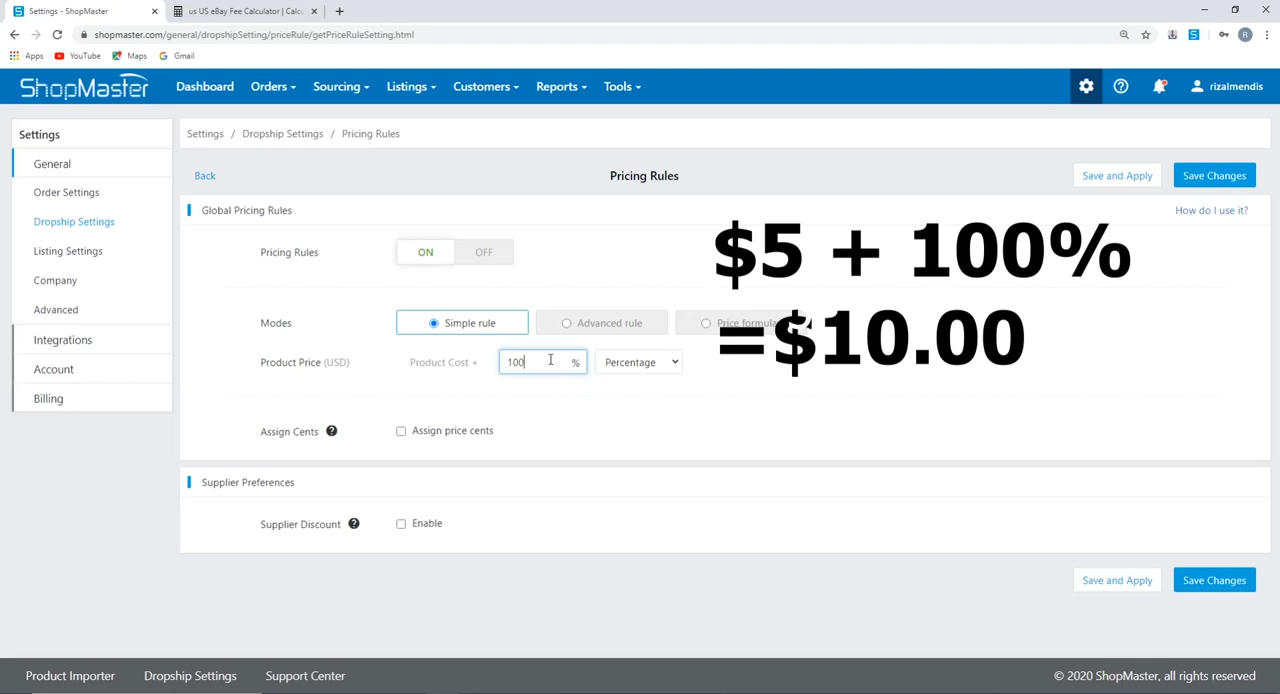 Settings - ShopMaster
us US eBay Fee Calculator | Calcu
shopmaster.com/general/dropshipSetting/priceRule/getPriceRuleSetting.html
R
Apps YouTube Maps Gmail
ShopMaster Dashboard Orders Sourcing Listings Customers Reports Tools rizalmendis
Settings
General
Order Settings
Dropship Settings
Listing Settings
Company
Advanced
Integrations
Account
Billing
Settings / Dropship Settings / Pricing Rules
Back Pricing Rules Save and Apply Save Changes
Global Pricing Rules How do I use it?
Pricing Rules ON OFF
$5 + 100%
=$10.00
Modes Simple rule Advanced rule Price formula
Product Price (USD) Product Cost + 100 % Percentage
Assign Cents ? Assign price cents
Supplier Preferences
Supplier Discount ? Enable
Save and Apply Save Changes
Product Importer Dropship Settings Support Center © 2020 ShopMaster, all rights reserved